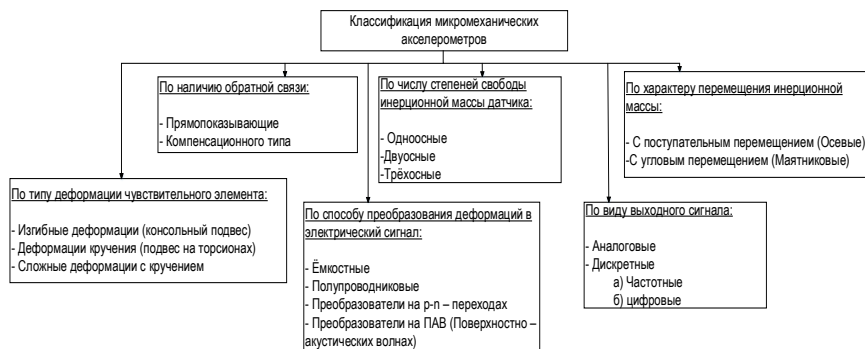 Классификация микромеханических
акселерометров
По наличию обратной связи:
- Прямопоказывающие
- Компенсационного типа
По числу степеней свободы
инерционной массы датчика:
- Одноосные
-Двуосные
-Трёхосные
По характеру перемещения инерционной
массы:
- С поступательным перемещением (Осевые)
-С угловым перемещением (Маятниковые)
По типу деформации чувствительного элемента:
- Изгибные деформации (консольный подвес)
- Деформации кручения (подвес на торсионах)
- Сложные деформации с кручением
По способу преобразования деформаций в
электрический сигнал:
- Ёмкостные
- Полупроводниковые
- Преобразователи на p-n – переходах
- Преобразователи на ПАВ (Поверхностно –
акустических волнах)
По виду выходного сигнала:
- Аналоговые
- Дискретные
а) Частотные
б) цифровые